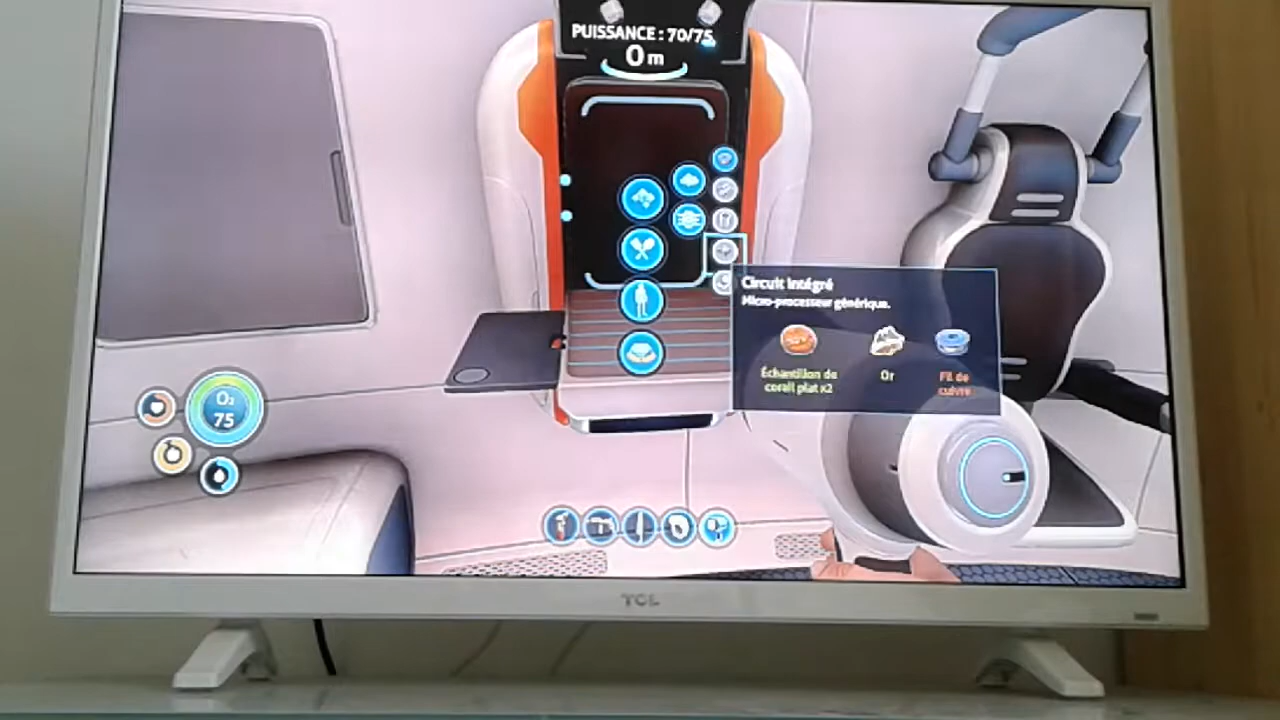 PUISSANCE : 70/75
0 m
Circuit intégré
Micro-processeur générique.
Échantillon de
corail plat x2
Or
Fil de
cuivre
O₂
75
TCL